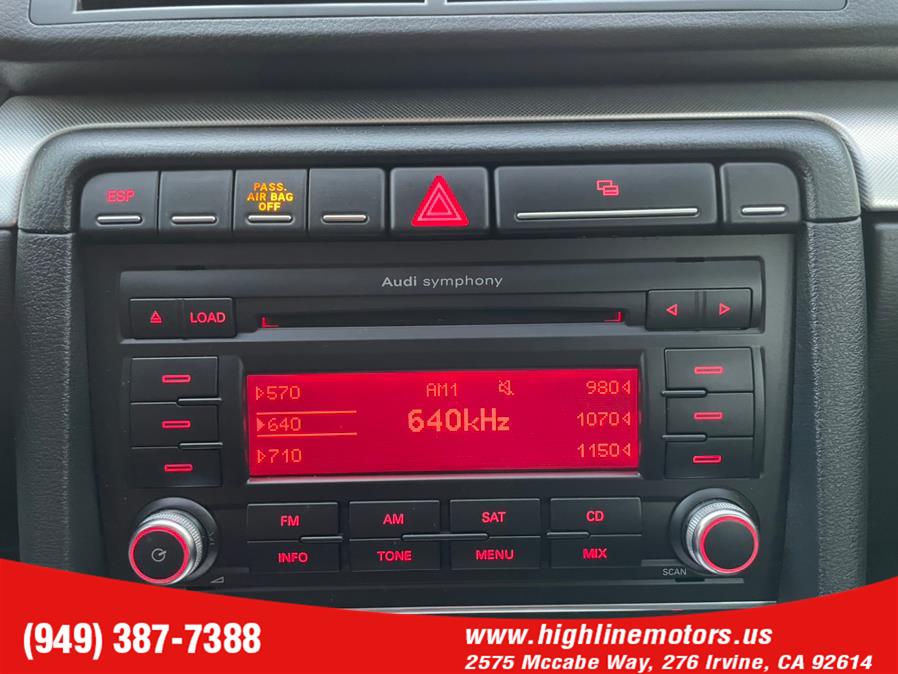 ESP
PASS.
AIR BAG
OFF
Audi symphony
LOAD
570 AM1 980
640 640kHz 1070
710 1150
FM AM SAT CD
INFO TONE MENU MIX
SCAN
(949) 387-7388
www.highlinemotors.us
2575 Mccabe Way, 276 Irvine, CA 92614